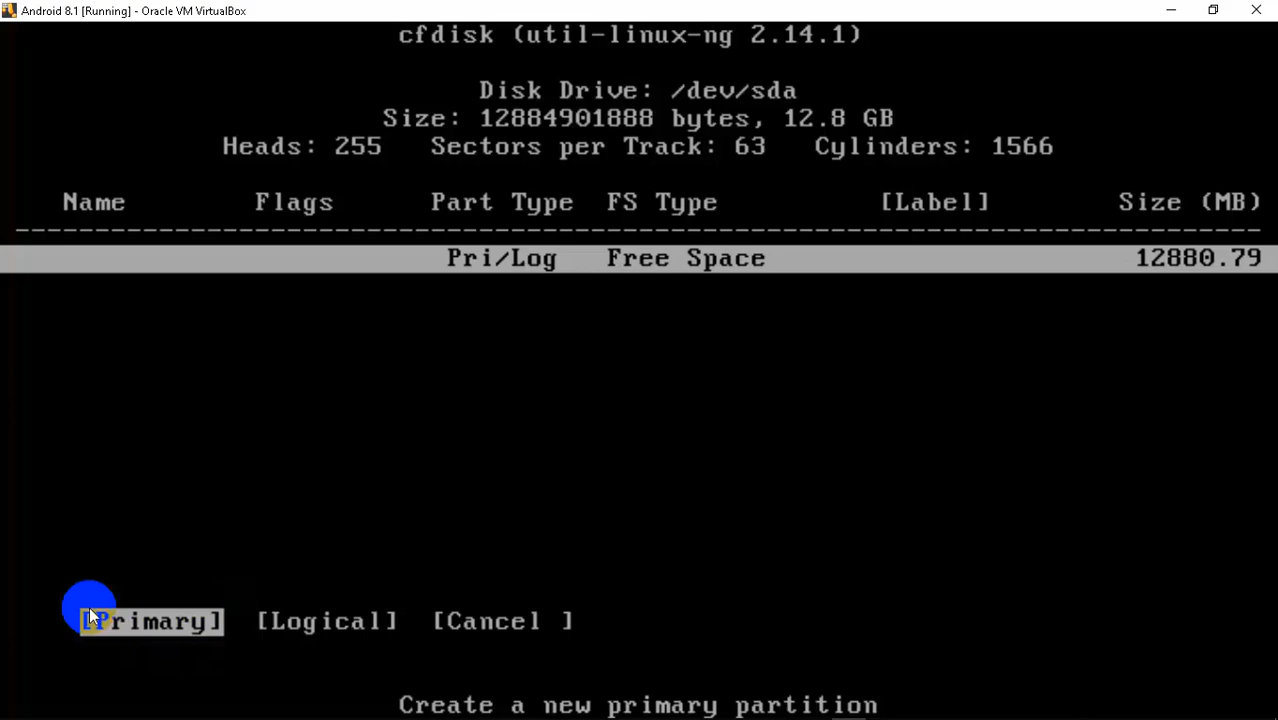 Android 8.1 [Running] - Oracle VM VirtualBox
cfdisk (util-linux-ng 2.14.1)
Disk Drive: /dev/sda
Size: 12884901888 bytes, 12.8 GB
Heads: 255 Sectors per Track: 63 Cylinders: 1566
Name Flags Part Type FS Type [Label] Size (MB)
Pri/Log Free Space 12880.79
[Primary] [Logical] [Cancel ]
Create a new primary partition